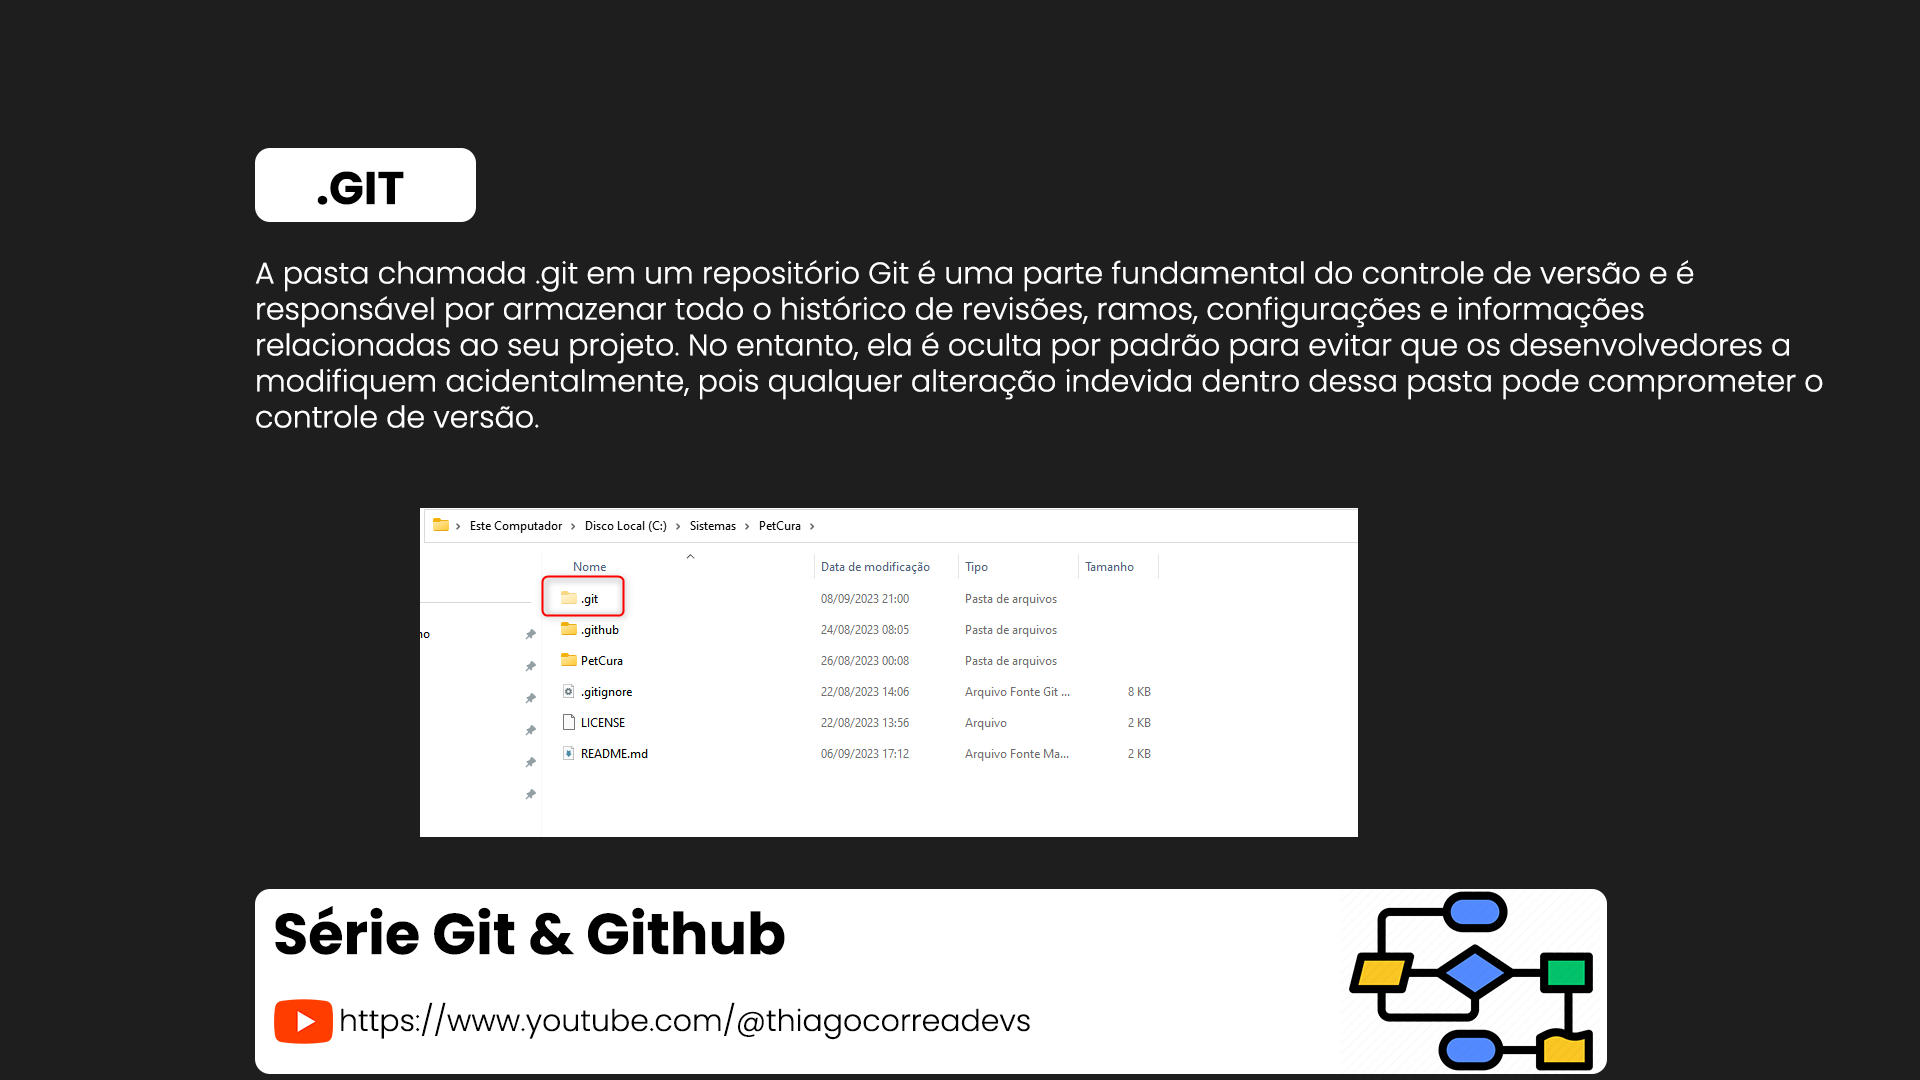 .GIT
A pasta chamada .git em um repositório Git é uma parte fundamental do controle de versão e é
responsável por armazenar todo o histórico de revisões, ramos, configurações e informações
relacionadas ao seu projeto. No entanto, ela é oculta por padrão para evitar que os desenvolvedores a
modifiquem acidentalmente, pois qualquer alteração indevida dentro dessa pasta pode comprometer o
controle de versão.
Este Computador > Disco Local (C:) > Sistemas > PetCura >
Nome Data de modificação Tipo Tamanho
.git 08/09/2023 21:00 Pasta de arquivos
.github 24/08/2023 08:05 Pasta de arquivos
PetCura 26/08/2023 00:08 Pasta de arquivos
.gitignore 22/08/2023 14:06 Arquivo Fonte Git ... 8 KB
LICENSE 22/08/2023 13:56 Arquivo 2 KB
README.md 06/09/2023 17:12 Arquivo Fonte Ma... 2 KB
Série Git & Github
https://www.youtube.com/@thiagocorreadevs